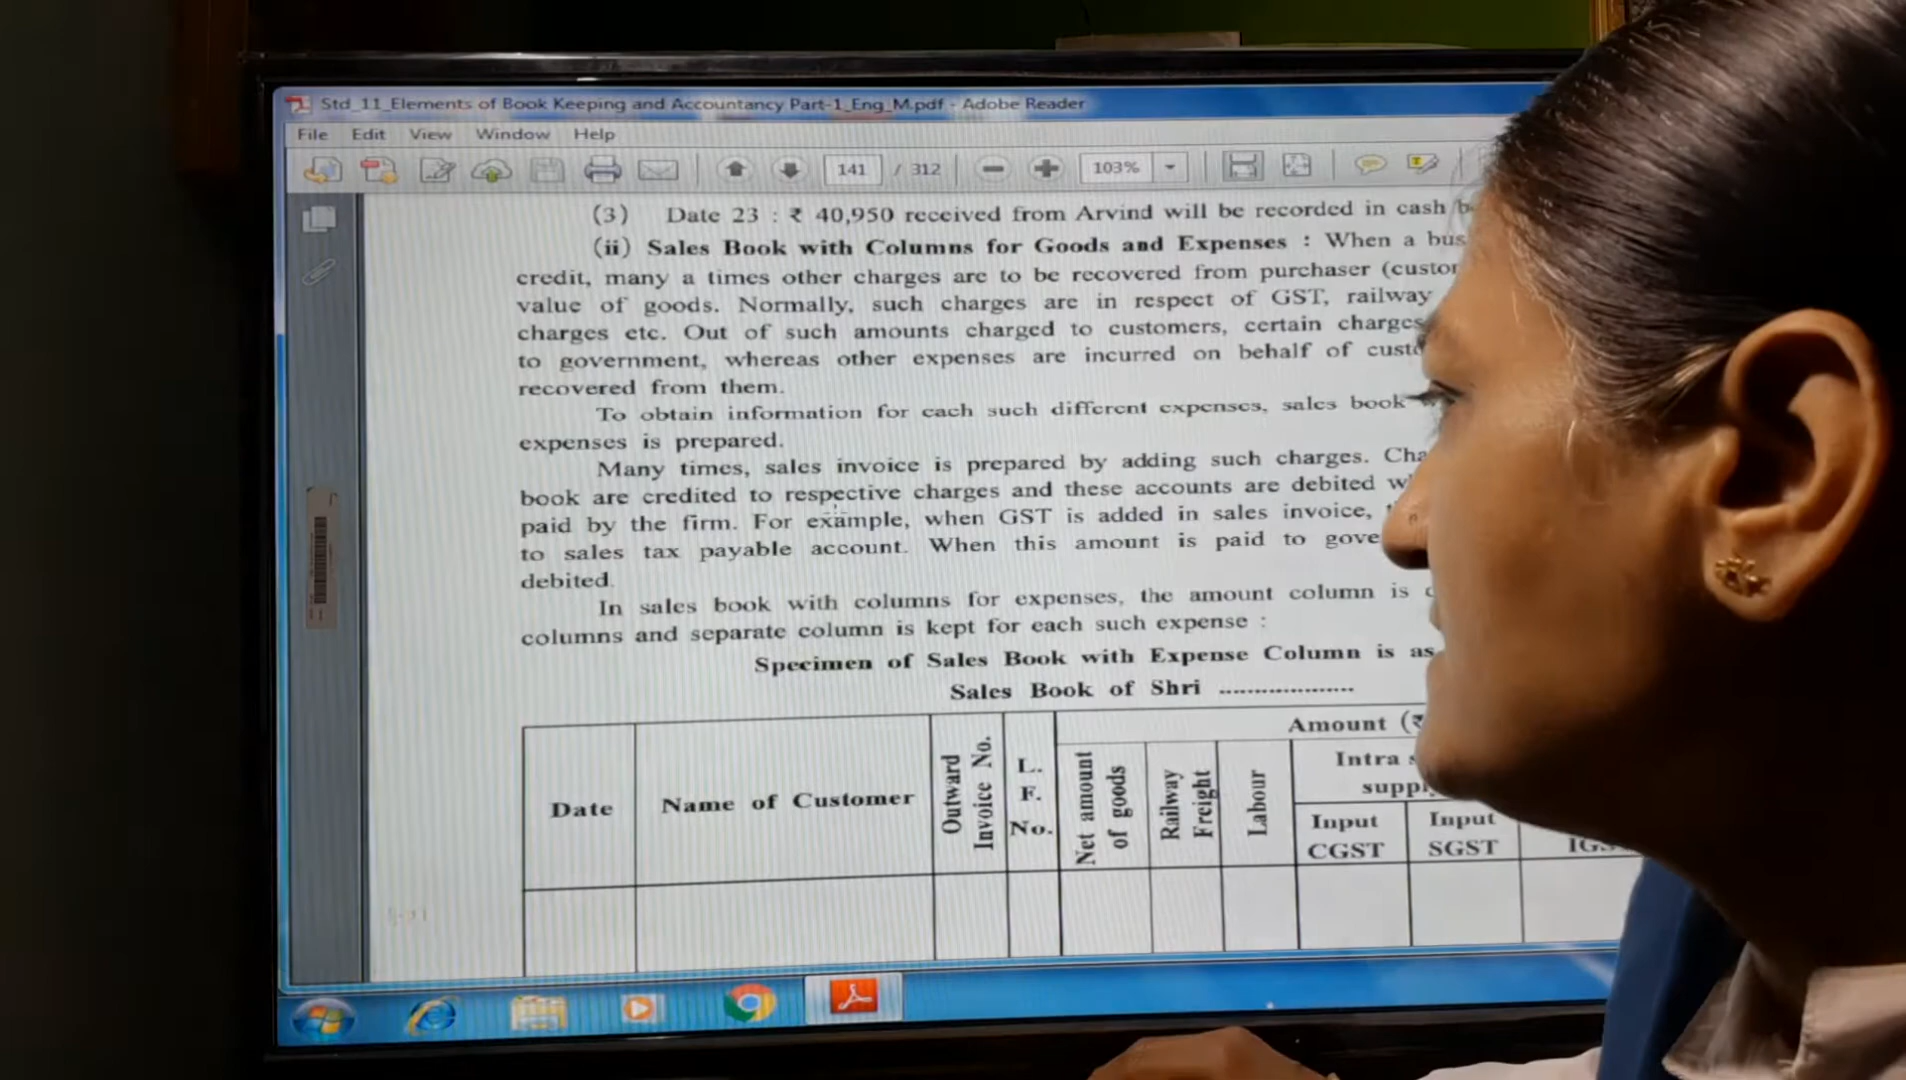 Std_11_Elements of Book Keeping and Accountancy Part-1_Eng_M.pdf - Adobe Reader
File Edit View Window Help
141 / 312 103%
(3) Date 23 : ₹ 40,950 received from Arvind will be recorded in cash b
(ii) Sales Book with Columns for Goods and Expenses : When a bus
credit, many a times other charges are to be recovered from purchaser (custor
value of goods. Normally, such charges are in respect of GST, railway
charges etc. Out of such amounts charged to customers, certain charges
to government, whereas other expenses are incurred on behalf of custo
recovered from them.
To obtain information for each such different expenses, sales book
expenses is prepared.
Many times, sales invoice is prepared by adding such charges. Cha
book are credited to respective charges and these accounts are debited w
paid by the firm. For example, when GST is added in sales invoice,
to sales tax payable account. When this amount is paid to gove
debited.
In sales book with columns for expenses, the amount column is
columns and separate column is kept for each such expense :
Specimen of Sales Book with Expense Column is as
Sales Book of Shri ...................
Amount (₹
Date Name of Customer Outward Invoice No. L. F. No. Net amount of goods Railway Freight Labour
Intra s
supp
Input CGST Input SGST